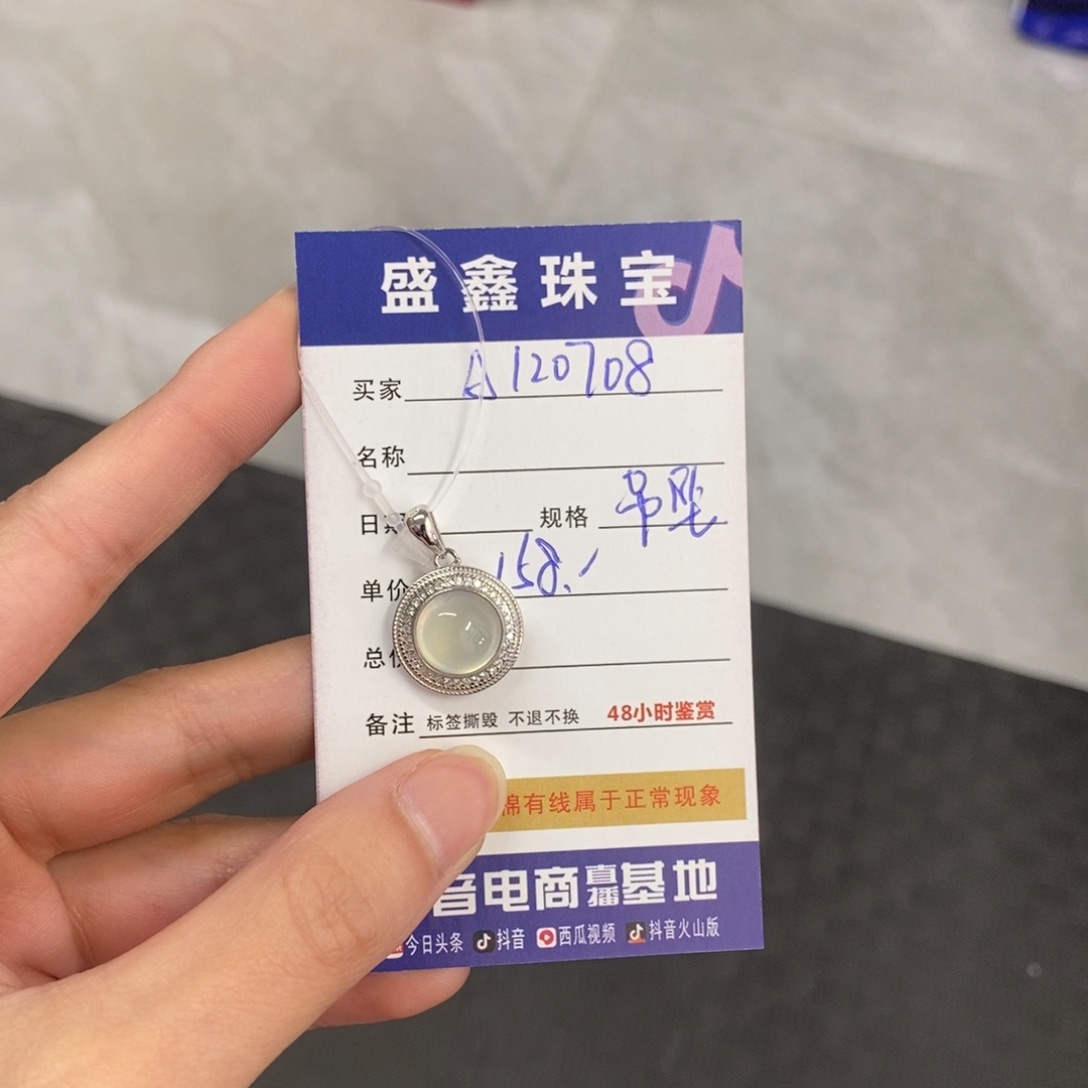 盛鑫珠宝
买家 A120708
名称
日期 规格 吊坠
单价 158.-
总价
备注 标签撕毁 不退不换 48小时鉴赏
棉有线属于正常现象
音电商直播基地
今日头条 抖音 西瓜视频 抖音火山版